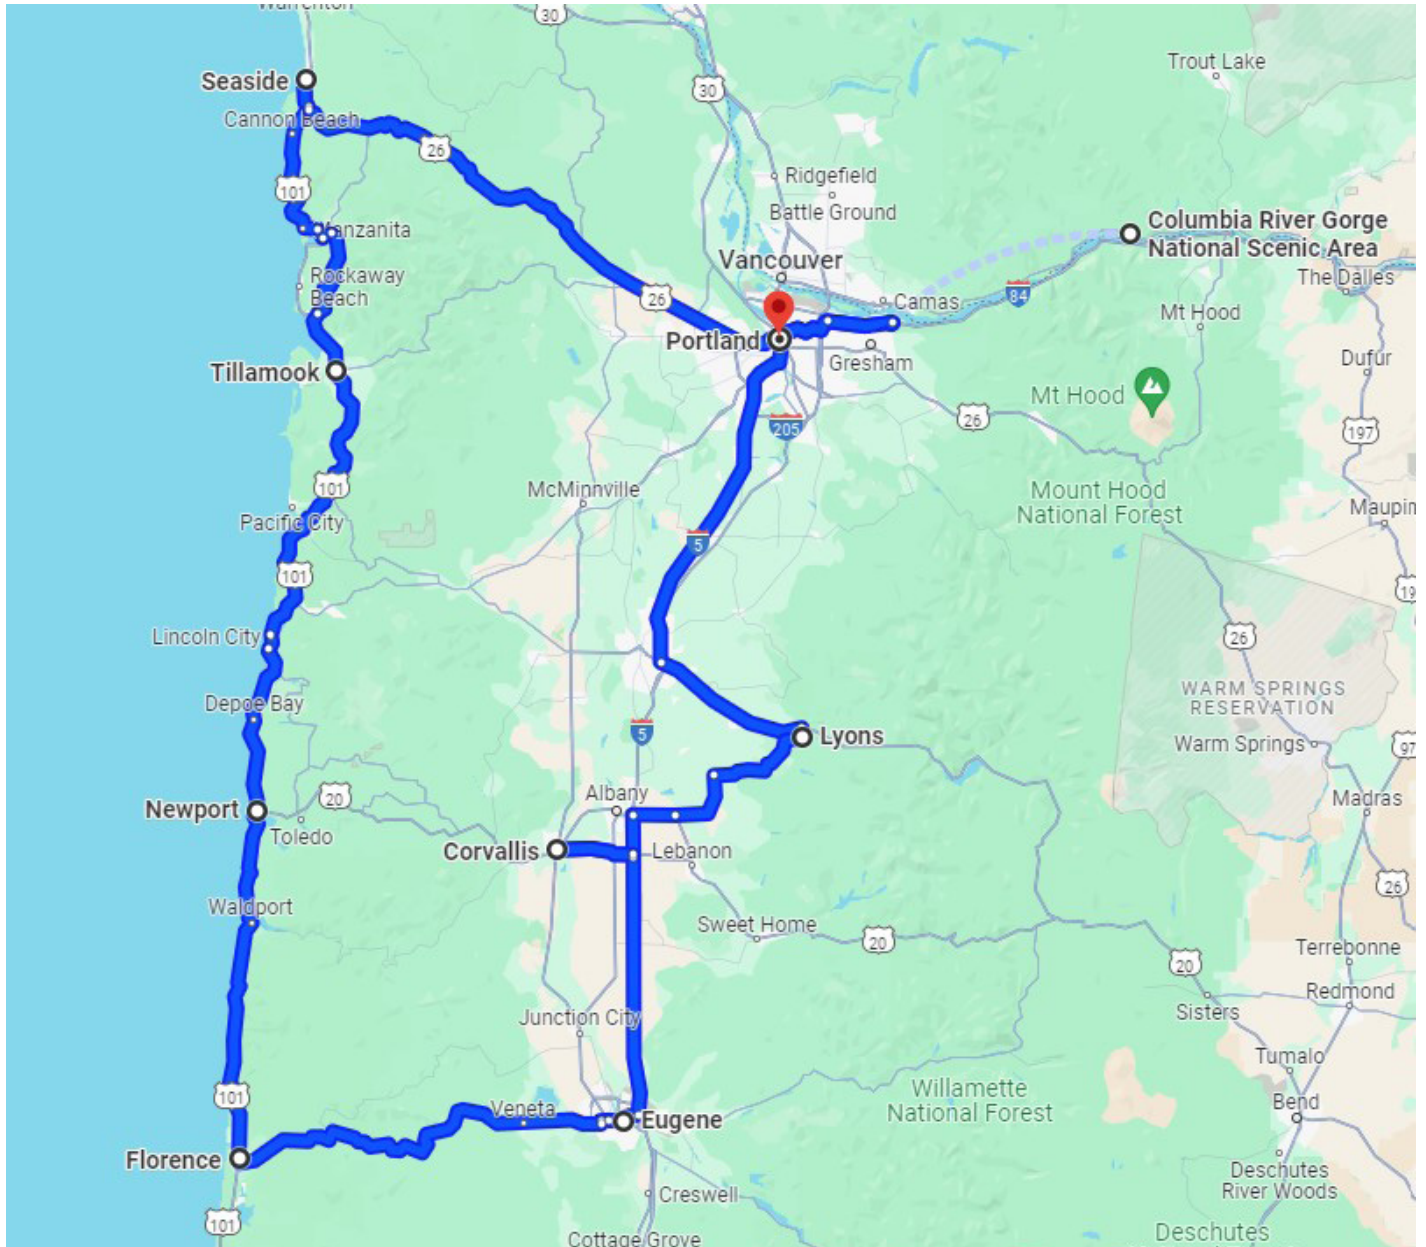 Warrenton
30
Seaside
Trout Lake
30
Cannon Beach
26
Ridgefield
101
Battle Ground
Columbia River Gorge
National Scenic Area
Manzanita
Vancouver
Rockaway
Beach
The Dalles
84
26
Camas
Mt Hood
Portland
Gresham
Dufur
Tillamook
Mt Hood
26
205
197
101
McMinnville
Mount Hood
National Forest
Maupin
Pacific City
5
101
19
Lincoln City
26
WARM SPRINGS
RESERVATION
Depoe Bay
5
Lyons
Warm Springs
97
Newport
20
Albany
Madras
Toledo
Corvallis
Lebanon
26
Waldport
Sweet Home
20
Terrebonne
20
Redmond
Sisters
Junction City
Tumalo
101
Veneta
Willamette
National Forest
Bend
Eugene
Florence
Deschutes
River Woods
Creswell
101
Cottage Grove
Deschutes